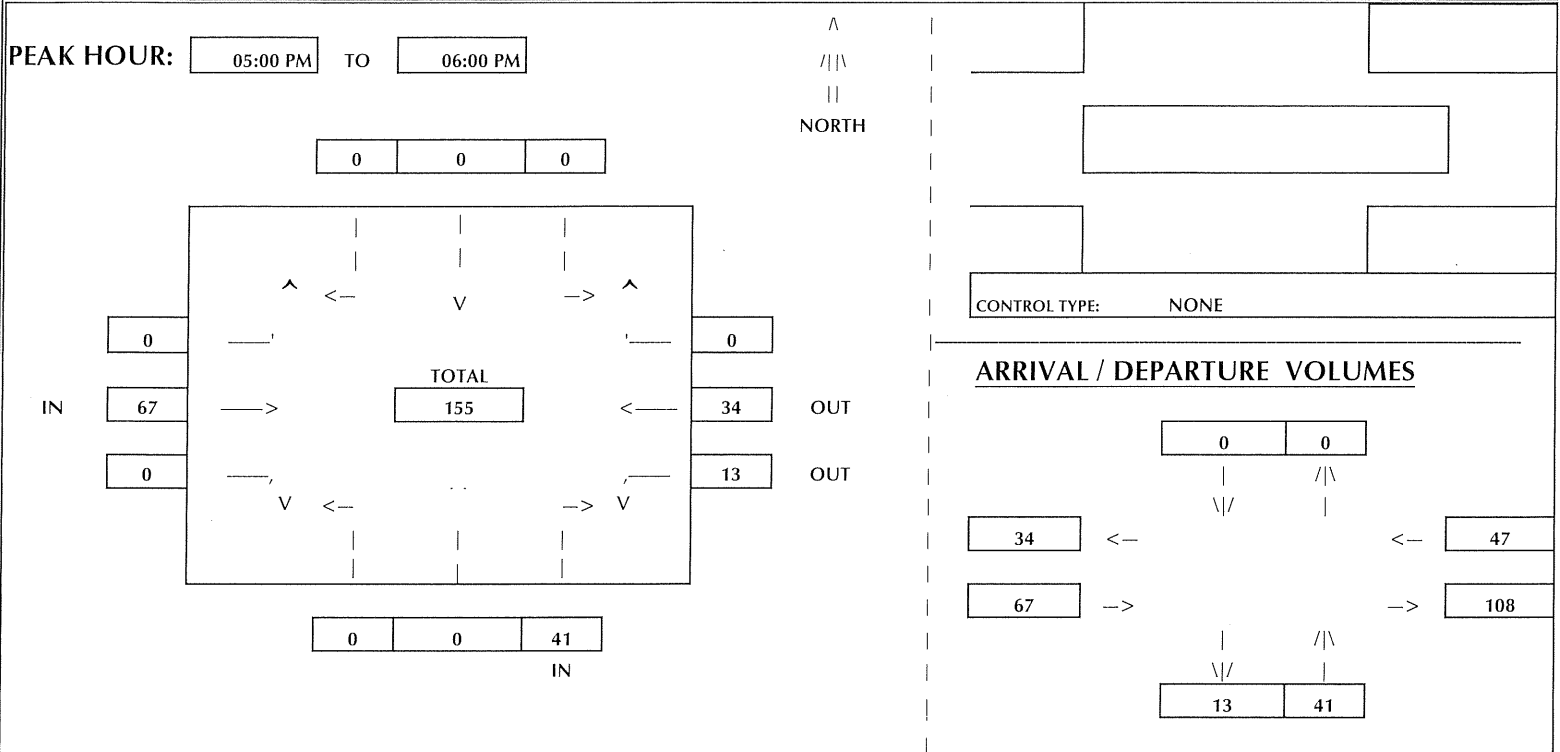 PEAK HOUR: 05:00 PM TO 06:00 PM
NORTH
0 0 0
0 0
TOTAL
IN 67 155 34 OUT
0 13 OUT
0 0 41
IN
CONTROL TYPE: NONE
ARRIVAL / DEPARTURE VOLUMES
0 0
34 47
67 108
13 41